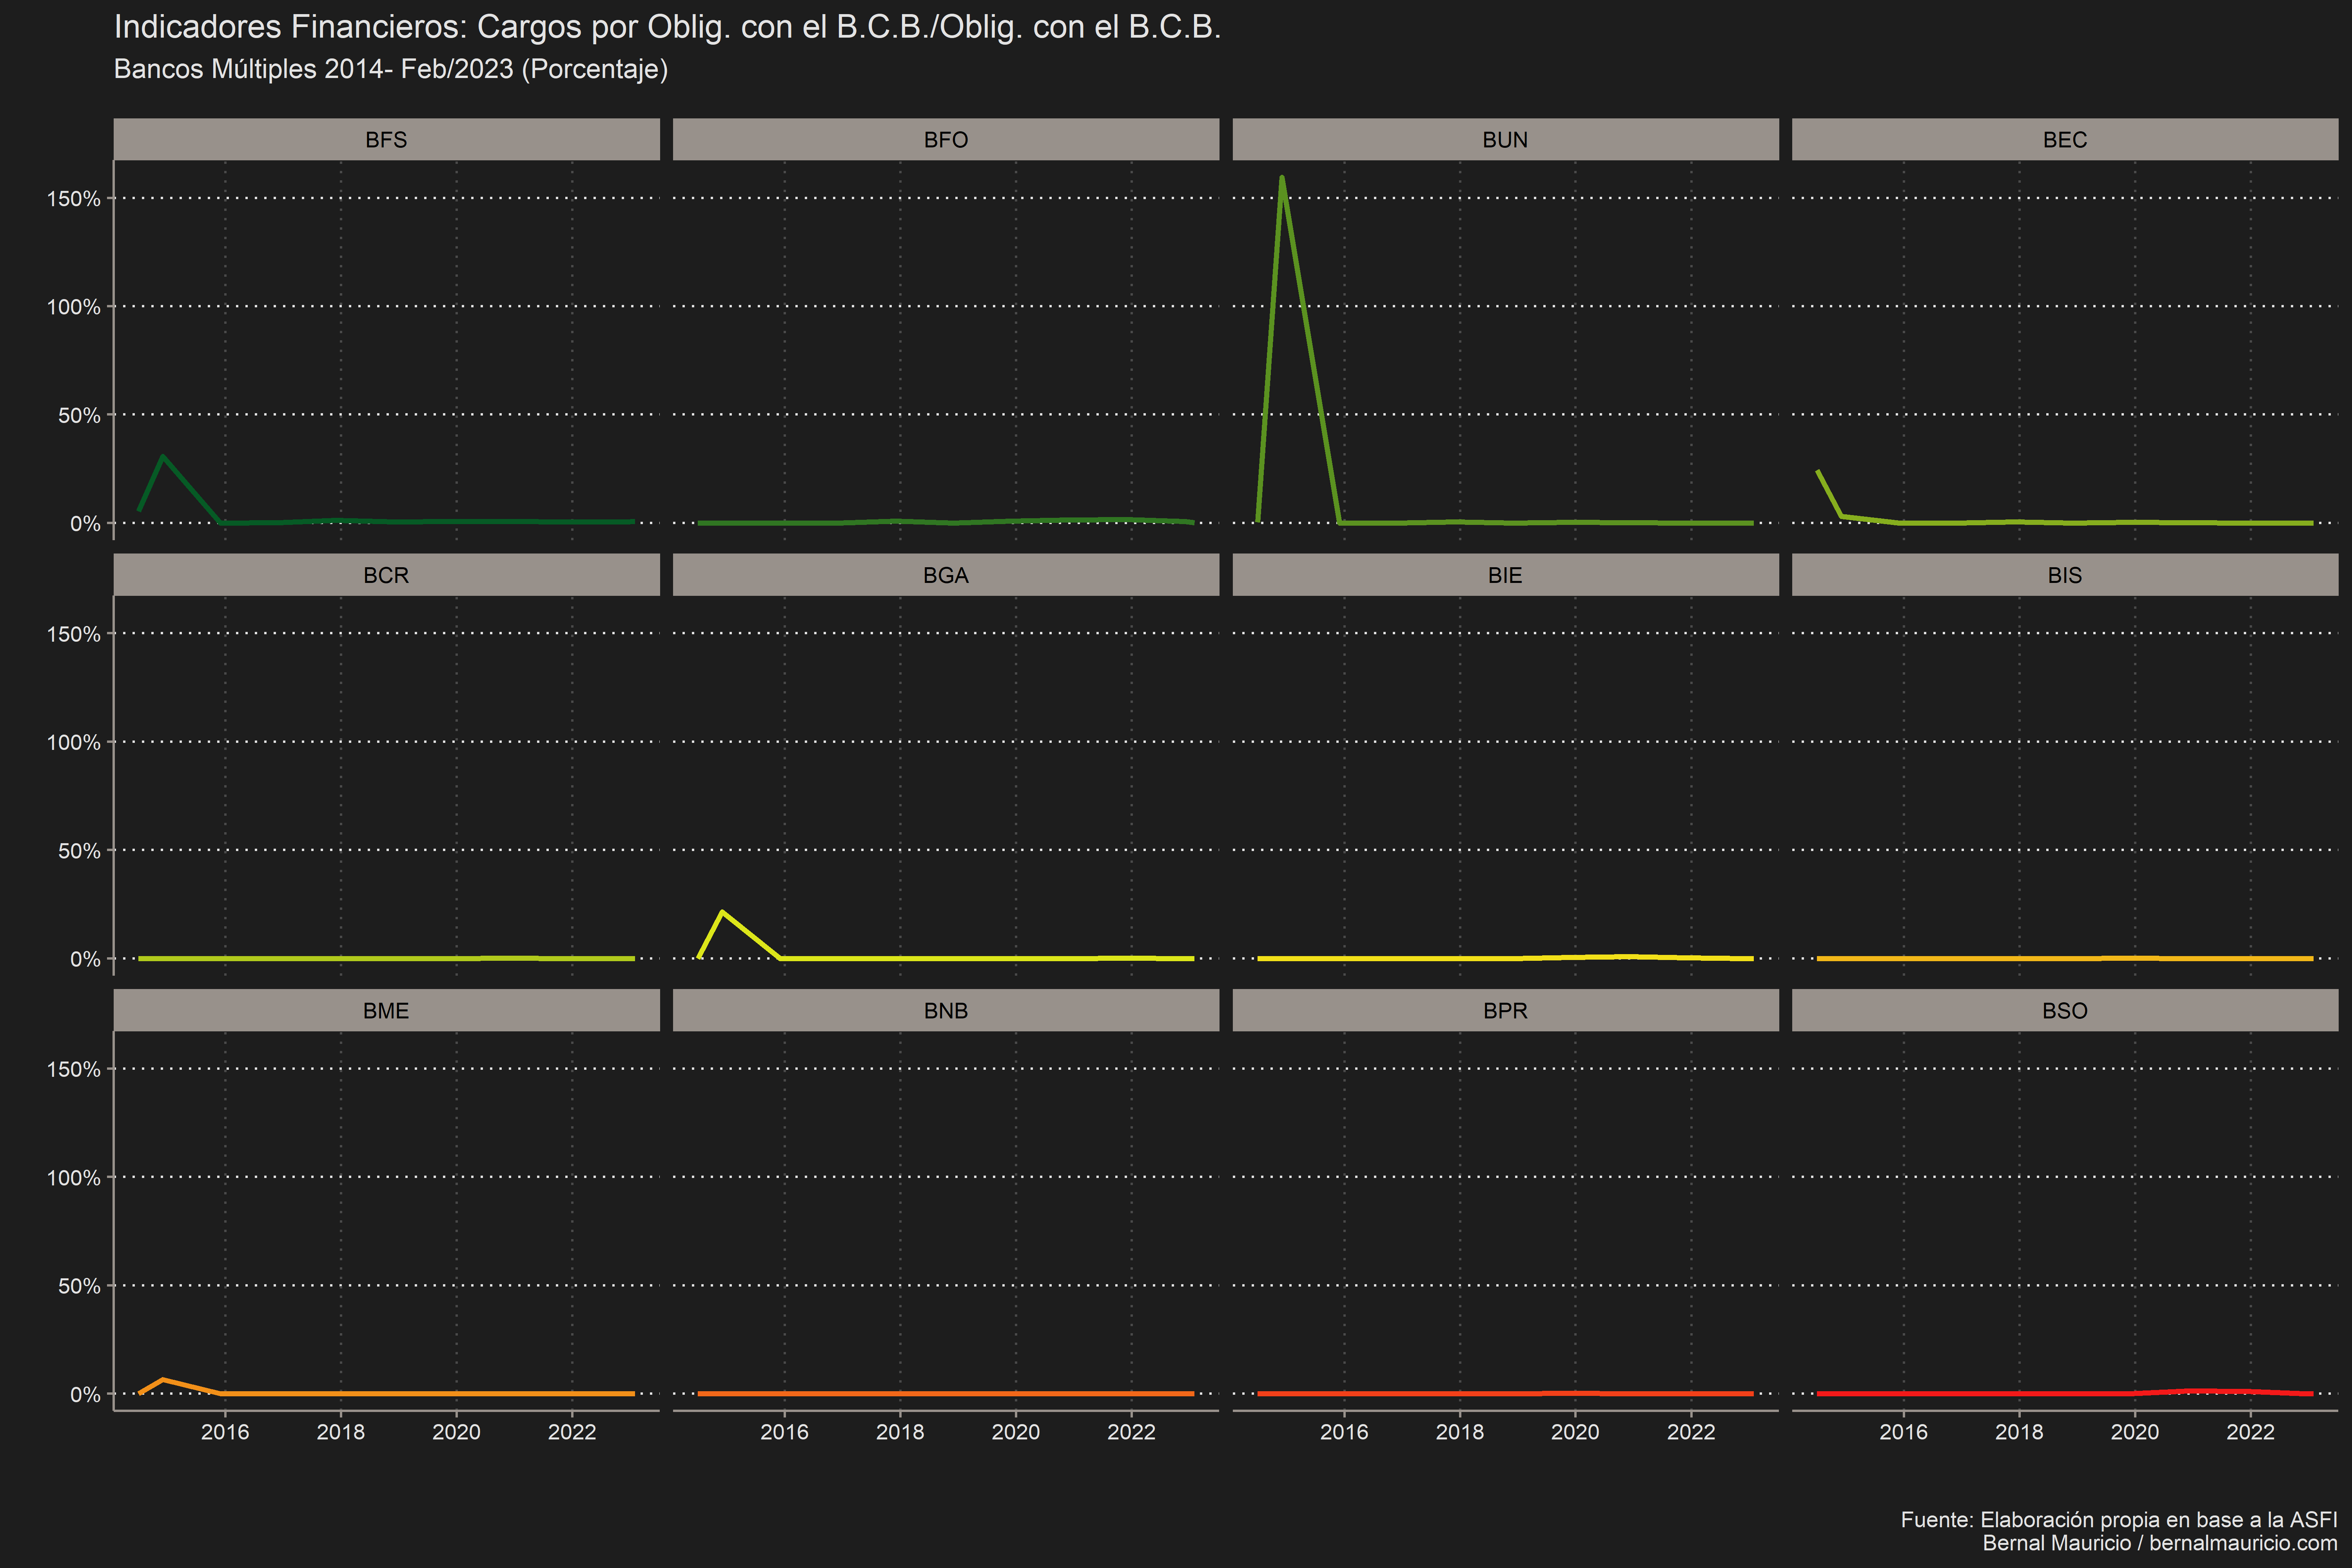 Indicadores Financieros: Cargos por Oblig. con el B.C.B./Oblig. con el B.C.B.
Bancos Múltiples 2014- Feb/2023 (Porcentaje)
BFS BFO BUN BEC
150%
100%
50%
0%
BCR BGA BIE BIS
150%
100%
50%
0%
BME BNB BPR BSO
150%
100%
50%
0%
2016 2018 2020 2022 2016 2018 2020 2022 2016 2018 2020 2022 2016 2018 2020 2022
Fuente: Elaboración propia en base a la ASFI
Bernal Mauricio / bernalmauricio.com